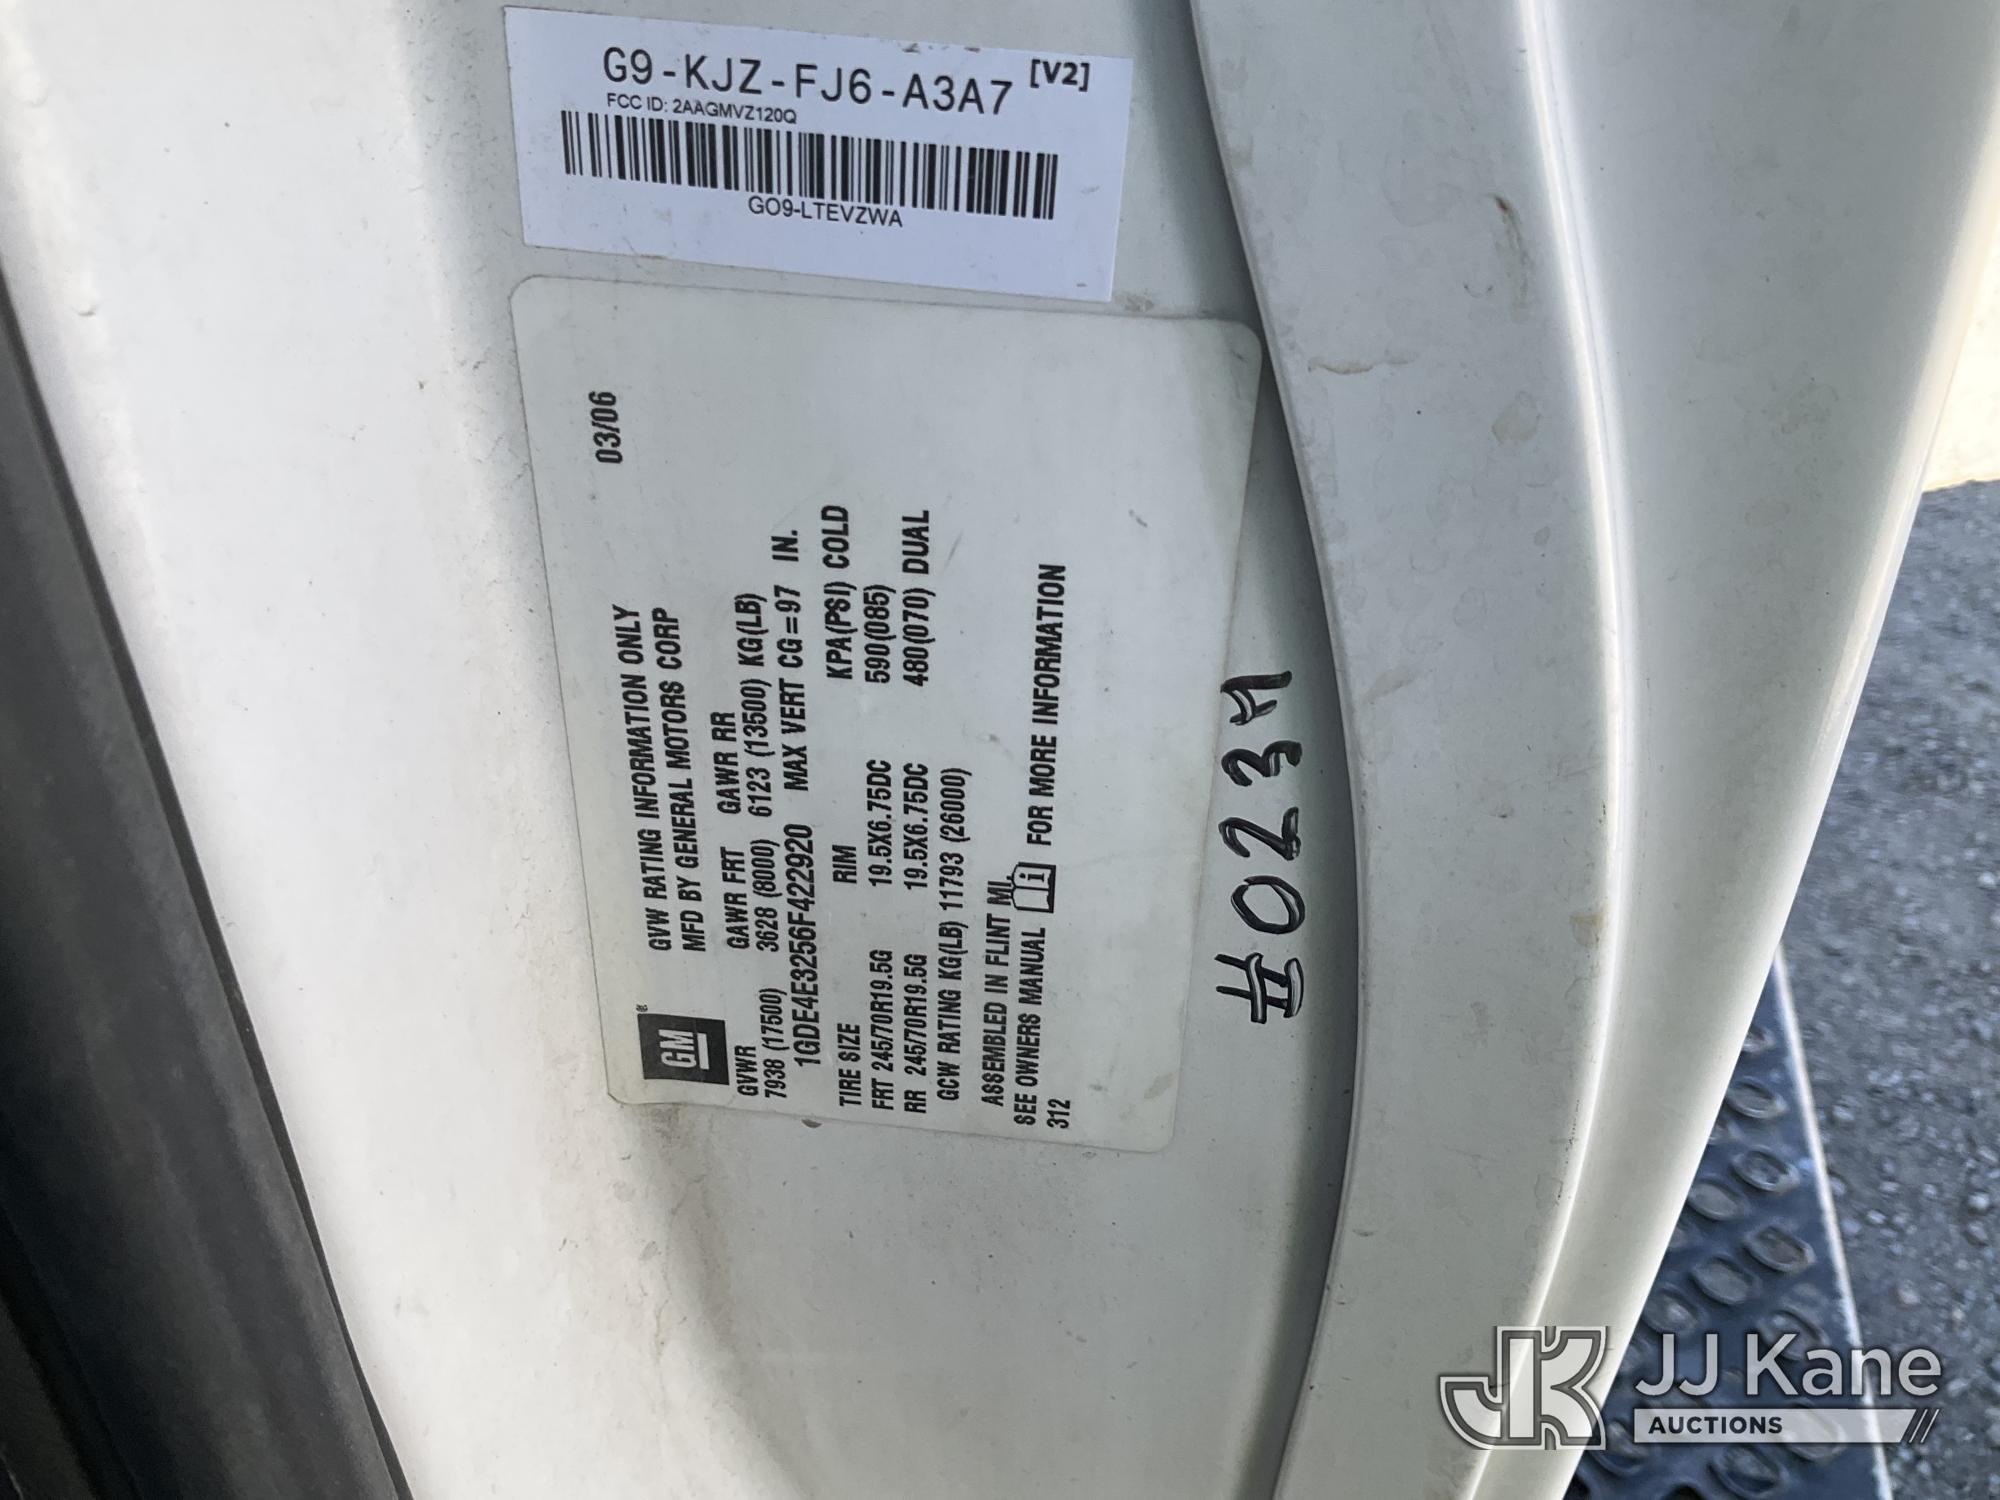 G9-KJZ-FJ6-A3A7 [V2]
FCC ID: 2AAGMVZ120Q
GO9-LTEVZWA
03/06
GM®
GVW RATING INFORMATION ONLY
MFD BY GENERAL MOTORS CORP
GVWR GAWR FRT GAWR RR
7938 (17500) 3628 (8000) 6123 (13500) KG(LB)
1GDE4E3256F422920 MAX VERT CG=97 IN.
TIRE SIZE RIM KPA(PSI) COLD
FRT 245/70R19.5G 19.5X6.75DC 590(085)
RR 245/70R19.5G 19.5X6.75DC 480(070) DUAL
GCW RATING KG(LB) 11793 (26000)
ASSEMBLED IN FLINT MI.
SEE OWNERS MANUAL FOR MORE INFORMATION
312
#0234
JJ Kane
AUCTIONS